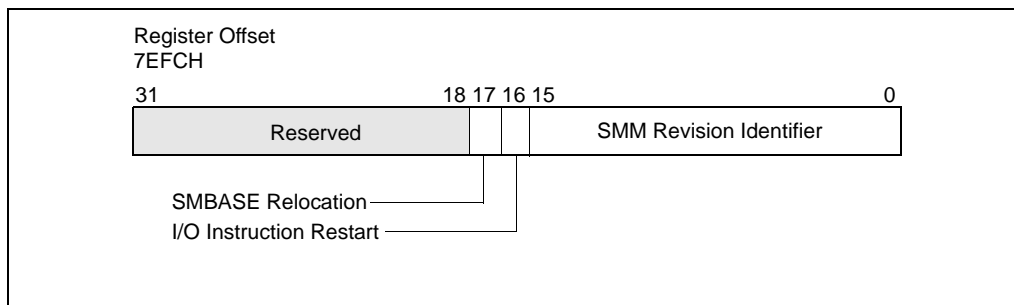 Register Offset
7EFCH
31 18 17 16 15 0
Reserved SMM Revision Identifier
SMBASE Relocation
I/O Instruction Restart